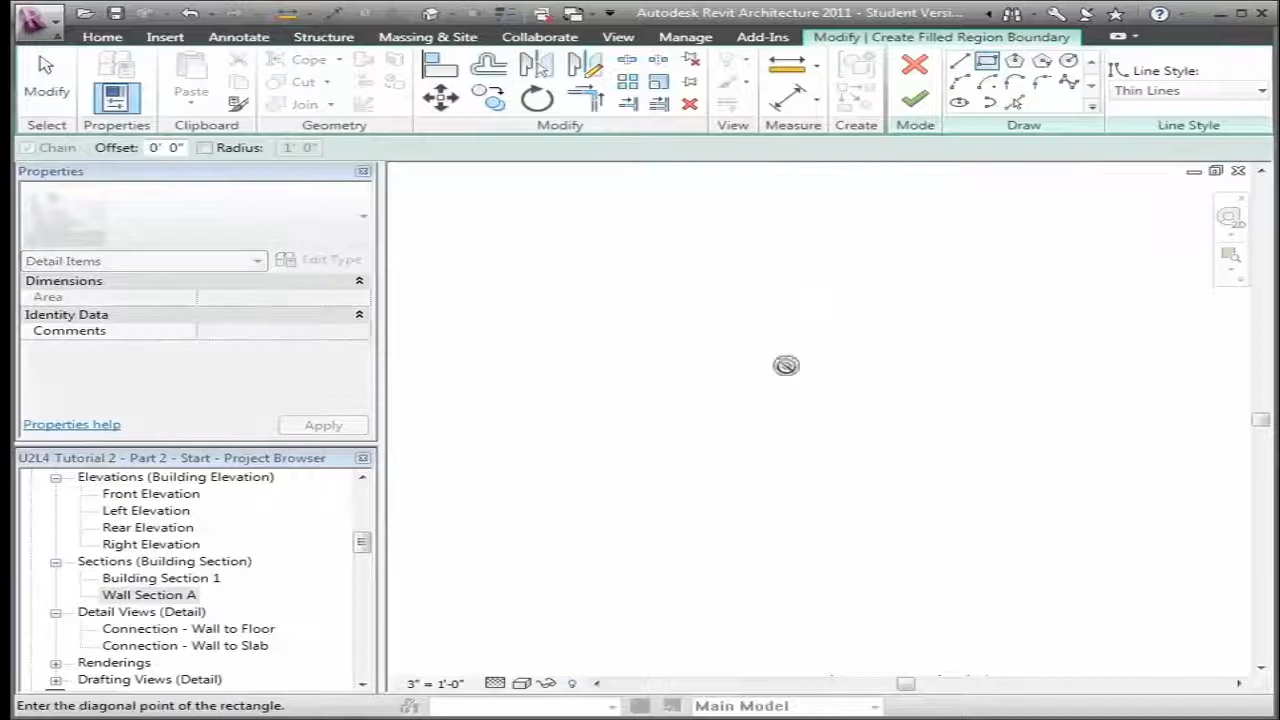 Autodesk Revit Architecture 2011 - Student Versi...
Home Insert Annotate Structure Massing & Site Collaborate View Manage Add-Ins Modify | Create Filled Region Boundary
Modify Paste Cope Cut Join Line Style:
Thin Lines
Select Properties Clipboard Geometry Modify View Measure Create Mode Draw Line Style
Chain Offset: 0' 0" Radius: 1' 0"
Properties
Detail Items Edit Type
Dimensions
Area
Identity Data
Comments
Properties help Apply
U2L4 Tutorial 2 - Part 2 - Start - Project Browser
Elevations (Building Elevation)
Front Elevation
Left Elevation
Rear Elevation
Right Elevation
Sections (Building Section)
Building Section 1
Wall Section A
Detail Views (Detail)
Connection - Wall to Floor
Connection - Wall to Slab
Renderings
Drafting Views (Detail)
2D
3" = 1'-0"
Enter the diagonal point of the rectangle. Main Model